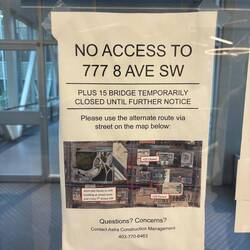 NO ACCESS TO
777 8 AVE SW
PLUS 15 BRIDGE TEMPORARILY
CLOSED UNTIL FURTHER NOTICE
Please use the alternate route via
street on the map below:
Questions? Concerns?
Contact Astra Construction Management
403-770-8463